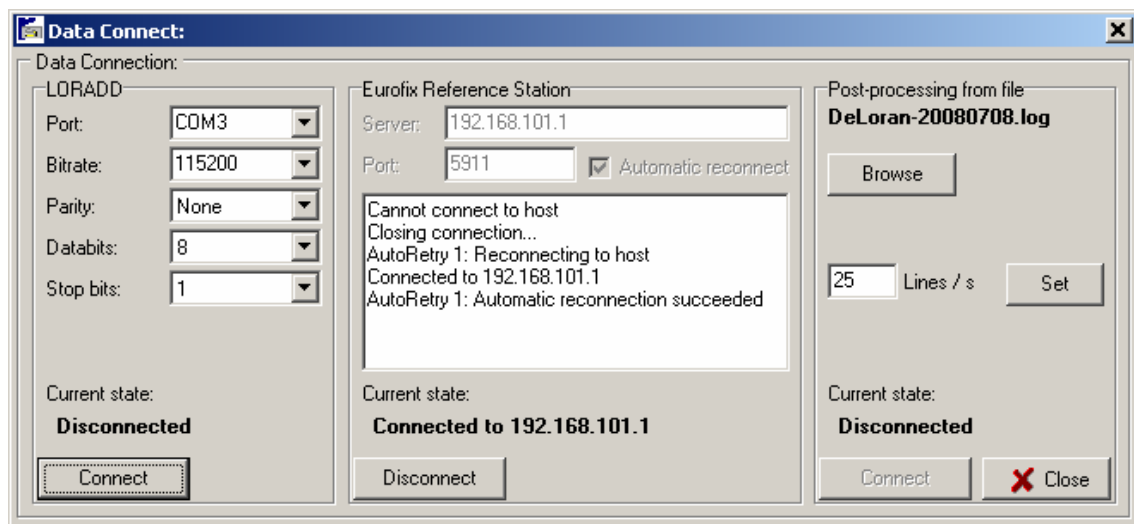 Data Connect:
Data Connection:
LORADD
Port: COM3
Bitrate: 115200
Parity: None
Databits: 8
Stop bits: 1
Current state:
Disconnected
Connect
Eurofix Reference Station
Server: 192.168.101.1
Port: 5911 Automatic reconnect
Cannot connect to host
Closing connection...
AutoRetry 1: Reconnecting to host
Connected to 192.168.101.1
AutoRetry 1: Automatic reconnection succeeded
Current state:
Connected to 192.168.101.1
Disconnect
Post-processing from file
DeLoran-20080708.log
Browse
25 Lines / s Set
Current state:
Disconnected
Connect Close